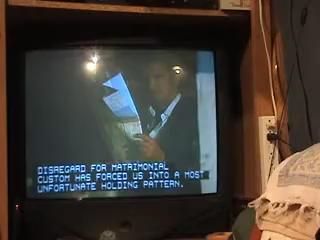 DISREGARD FOR MATRIMONIAL
CUSTOM HAS FORCED US INTO A MOST
UNFORTUNATE HOLDING PATTERN.